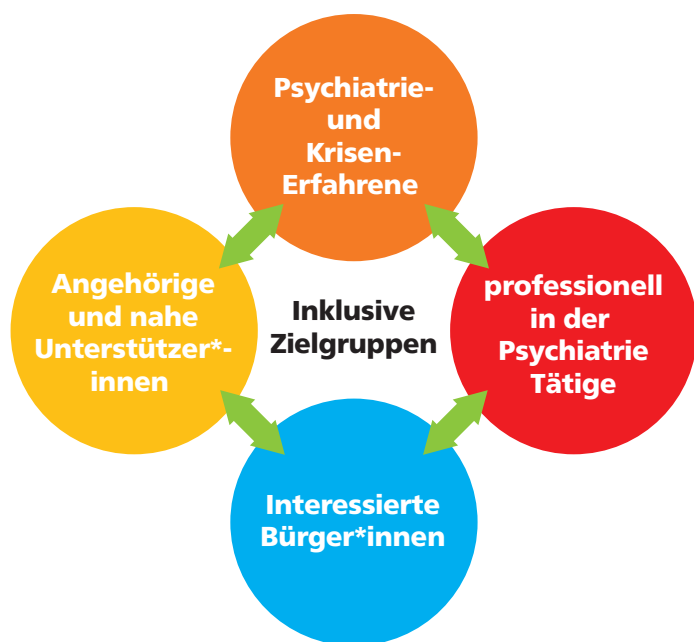 Psychiatrie-
und
Krisen-
Erfahrene
Angehörige
und nahe
Unterstützer*-
innen
Inklusive
Zielgruppen
professionell
in der
Psychiatrie
Tätige
Interessierte
Bürger*innen